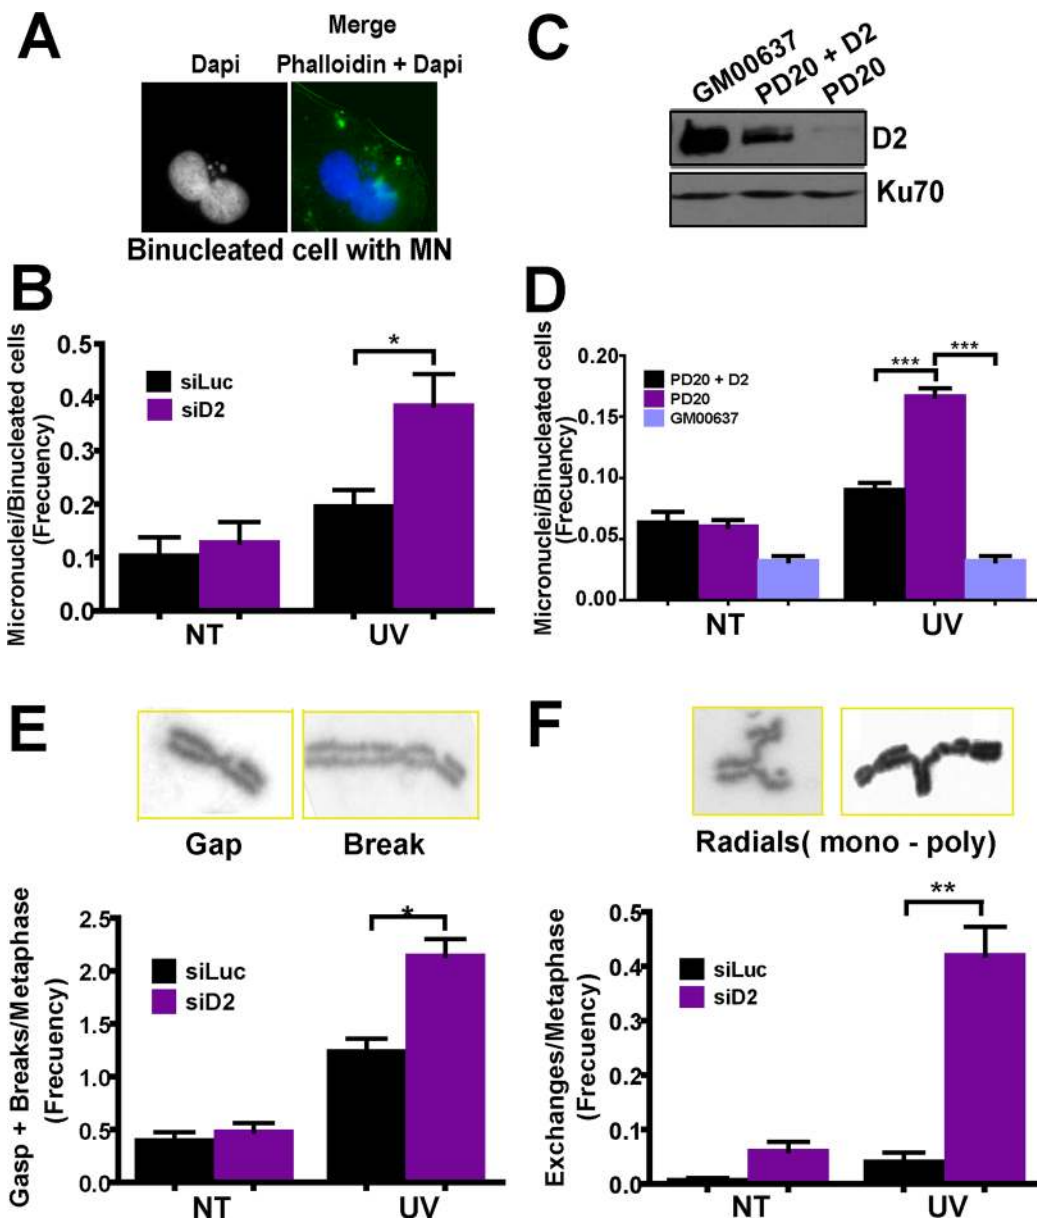 A
Merge
Dapi
Phalloidin + Dapi
Binucleated cell with MN
B
Micronuclei/Binucleated cells
(Frecuency)
0.5
0.4
0.3
0.2
0.1
0.0
siLuc
siD2
*
NT
UV
C
GM00637
PD20 + D2
PD20
D2
Ku70
D
Micronuclei/Binucleated cells
(Frecuency)
0.20
0.15
0.10
0.05
0.00
PD20 + D2
PD20
GM00637
***
***
NT
UV
E
Gap
Break
Gasp + Breaks/Metaphase
(Frecuency)
2.5
2.0
1.5
1.0
0.5
0.0
siLuc
siD2
*
NT
UV
F
Radials( mono - poly)
Exchanges/Metaphase
(Frecuency)
0.5
0.4
0.3
0.2
0.1
0.0
siLuc
siD2
**
NT
UV